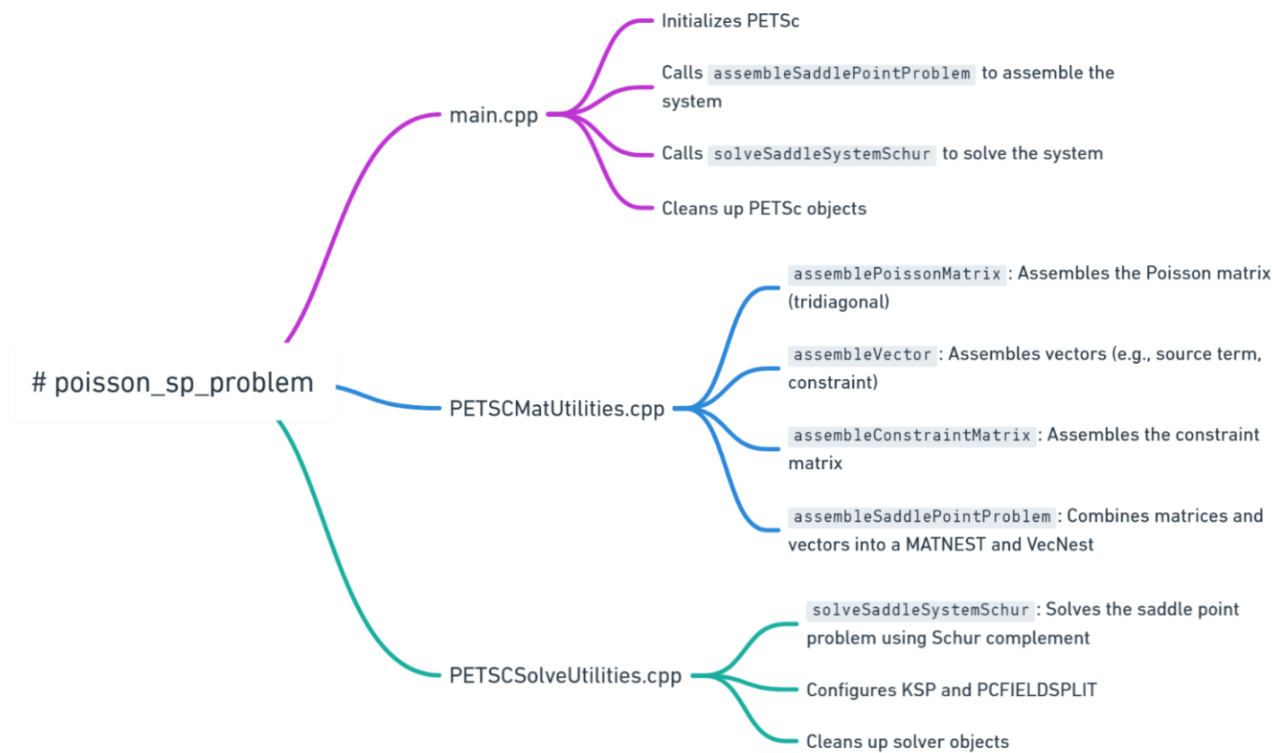 # poisson_sp_problem
main.cpp
Initializes PETSc
Calls assembleSaddlePointProblem to assemble the
system
Calls solveSaddleSystemSchur to solve the system
Cleans up PETSc objects
PETSCMatUtilities.cpp
assemblePoissonMatrix: Assembles the Poisson matrix
(tridiagonal)
assembleVector: Assembles vectors (e.g., source term,
constraint)
assembleConstraintMatrix: Assembles the constraint
matrix
assembleSaddlePointProblem: Combines matrices and
vectors into a MATNEST and VecNest
PETSCSolveUtilities.cpp
solveSaddleSystemSchur: Solves the saddle point
problem using Schur complement
Configures KSP and PCFIELDSPLIT
Cleans up solver objects